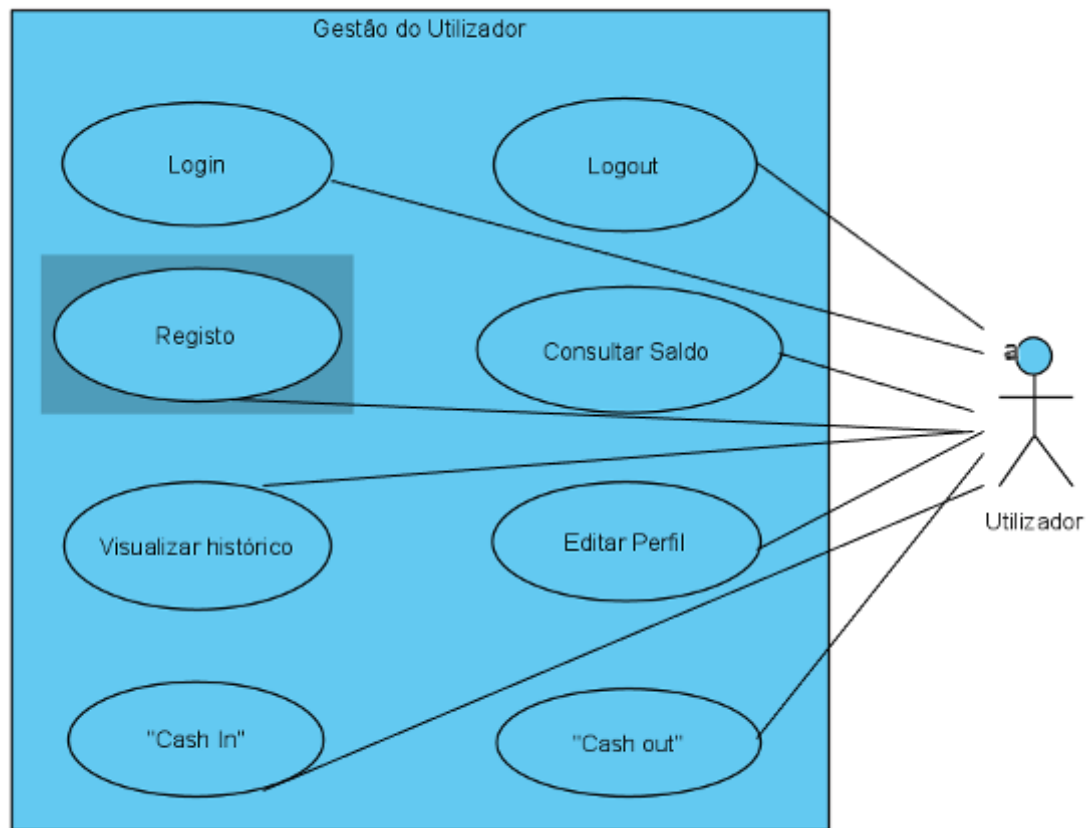 Gestão do Utilizador
Login
Logout
Registo
Consultar Saldo
a
Utilizador
Visualizar histórico
Editar Perfil
"Cash In"
"Cash out"